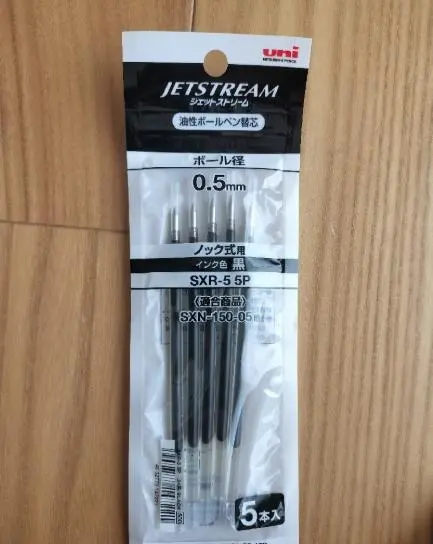 uni
MITSUBISHI PENCIL
JETSTREAM
ジェットストリーム
油性ボールペン替芯
ボール径
0.5mm
ノック式用
インク色 黒
SXR-5 5P
〈適合商品〉
SXN-150-05
5本入